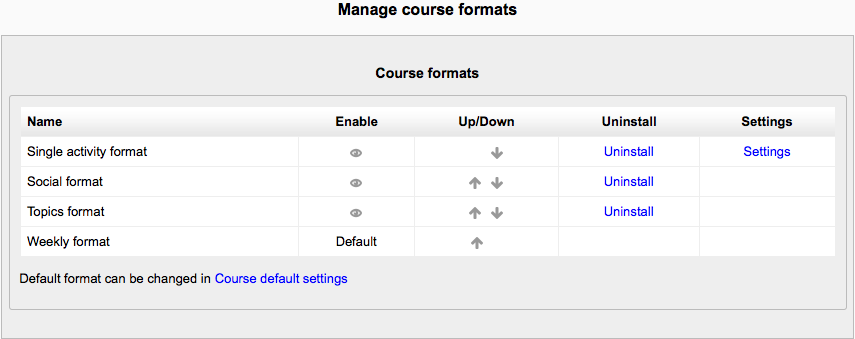 Manage course formats
Course formats
Name Enable Up/Down Uninstall Settings
Single activity format Uninstall Settings
Social format Uninstall
Topics format Uninstall
Weekly format Default
Default format can be changed in Course default settings